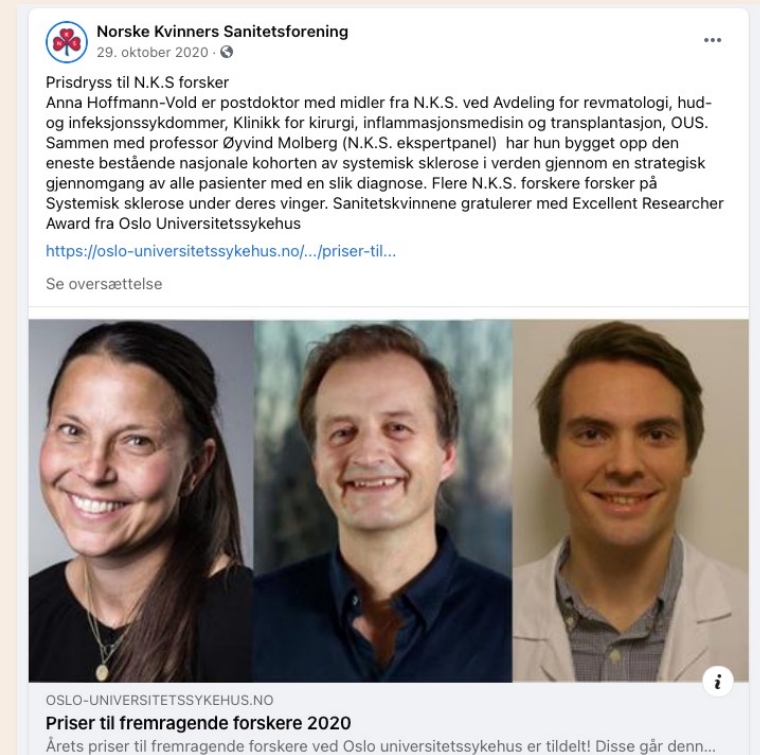 Norske Kvinners Sanitetsforening
29. oktober 2020 ·
Prisdryss til N.K.S forsker
Anna Hoffmann-Vold er postdoktor med midler fra N.K.S. ved Avdeling for revmatologi, hud-
og infeksjonssykdommer, Klinikk for kirurgi, inflammasjonsmedisin og transplantasjon, OUS.
Sammen med professor Øyvind Molberg (N.K.S. ekspertpanel) har hun bygget opp den
eneste bestående nasjonale kohorten av systemisk sklerose i verden gjennom en strategisk
gjennomgang av alle pasienter med en slik diagnose. Flere N.K.S. forskere forsker på
Systemisk sklerose under deres vinger. Sanitetskvinnene gratulerer med Excellent Researcher
Award fra Oslo Universitetssykehus
https://oslo-universitetssykehus.no/.../priser-til...
Se oversættelse
OSLO-UNIVERSITETSSYKEHUS.NO
Priser til fremragende forskere 2020
Årets priser til fremragende forskere ved Oslo universitetssykehus er tildelt! Disse går denn...